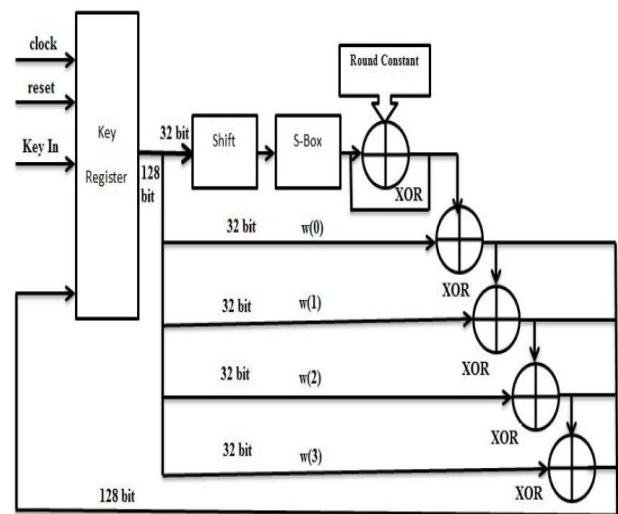 clock
reset
Key In
Key
Register
128
bit
32 bit
Shift
S-Box
Round Constant
XOR
32 bit w(0)
XOR
32 bit w(1)
XOR
32 bit w(2)
XOR
32 bit w(3)
XOR
128 bit